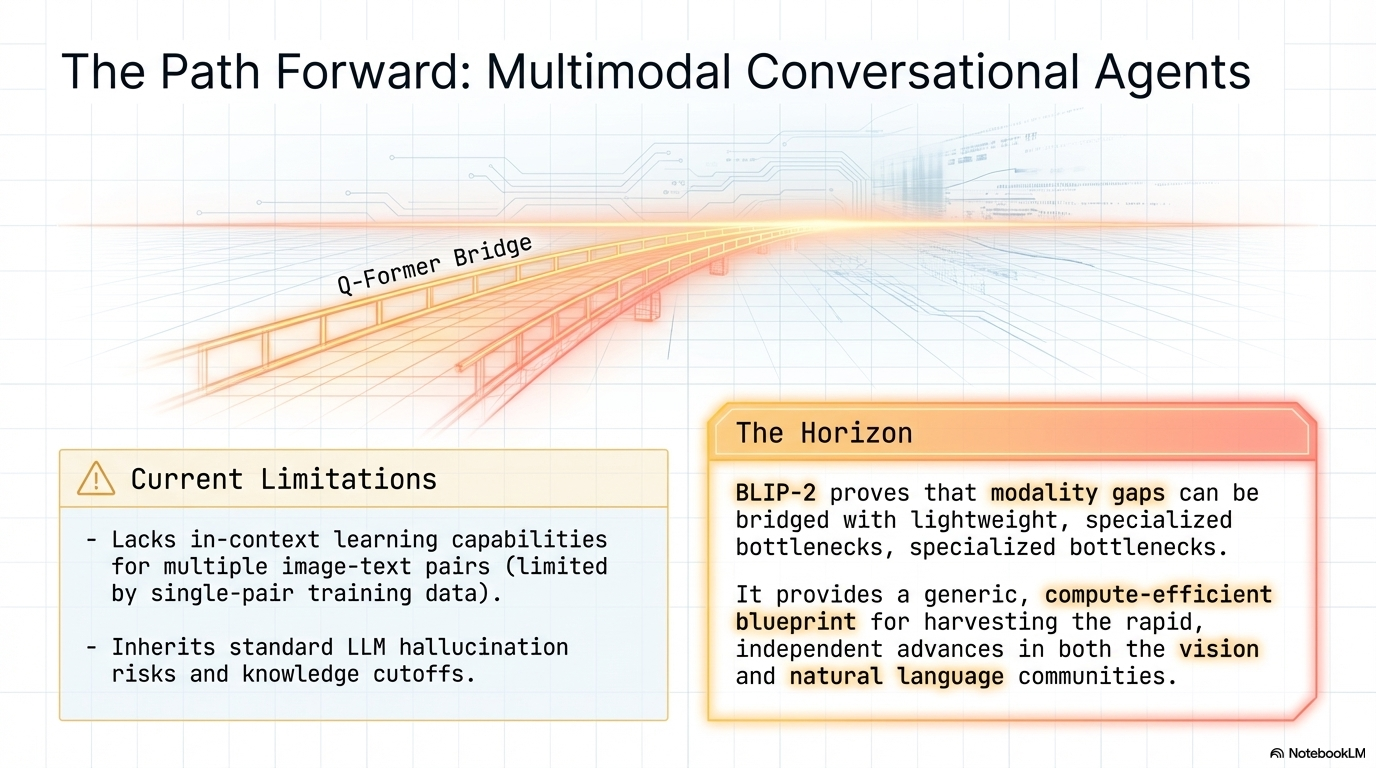 The Path Forward: Multimodal Conversational Agents
Q-Former Bridge
Current Limitations
- Lacks in-context learning capabilities
for multiple image-text pairs (limited
by single-pair training data).
- Inherits standard LLM hallucination
risks and knowledge cutoffs.
The Horizon
BLIP-2 proves that modality gaps can be
bridged with lightweight, specialized
bottlenecks, specialized bottlenecks.
It provides a generic, compute-efficient
blueprint for harvesting the rapid,
independent advances in both the vision
and natural language communities.
NotebookLM